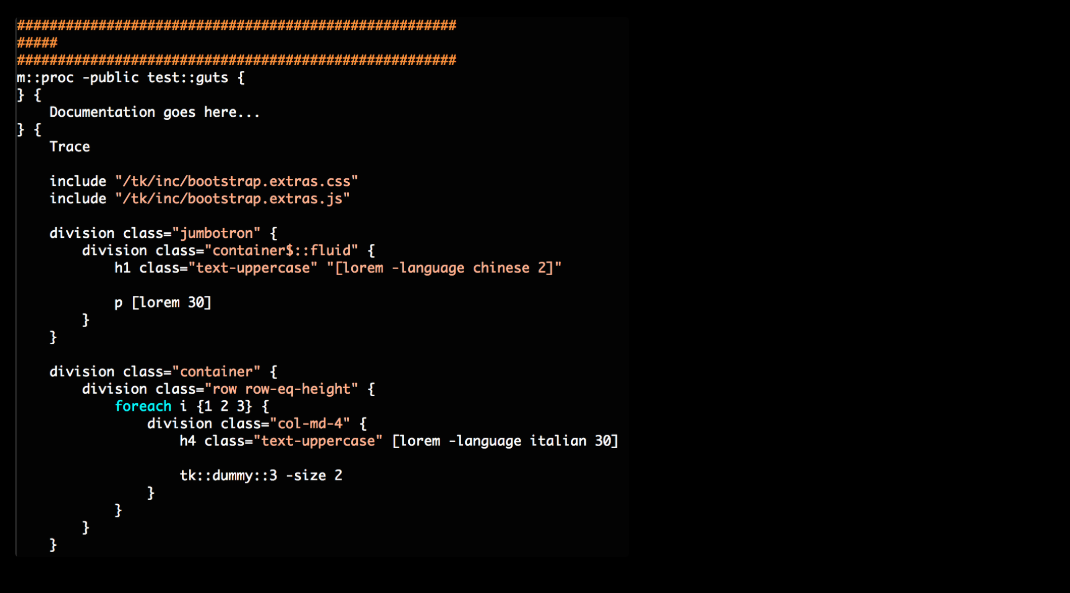 ######################################################
#####
######################################################
m::proc -public test::guts {
} {
    Documentation goes here...
} {
    Trace
    include "/tk/inc/bootstrap.extras.css"
    include "/tk/inc/bootstrap.extras.js"
    division class="jumbotron" {
        division class="container$::fluid" {
            h1 class="text-uppercase" "[lorem -language chinese 2]"
            p [lorem 30]
        }
    }
    division class="container" {
        division class="row row-eq-height" {
            foreach i {1 2 3} {
                division class="col-md-4" {
                    h4 class="text-uppercase" [lorem -language italian 30]
                    tk::dummy::3 -size 2
                }
            }
        }
    }